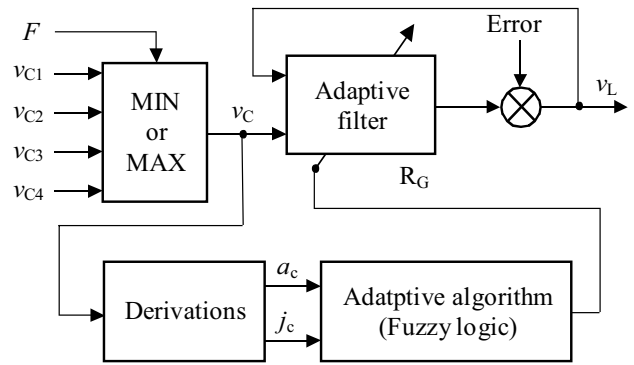 F
vC1
vC2
vC3
vC4
MIN
or
MAX
vC
Adaptive
filter
Error
vL
RG
Derivations
ac
jc
Adatptive algorithm
(Fuzzy logic)